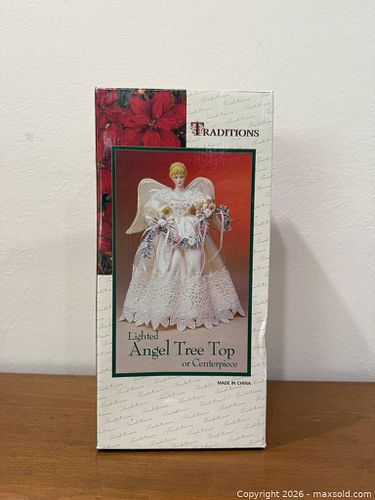 TRADITIONS
Lighted
Angel Tree Top
or Centerpiece
MADE IN CHINA
Copyright © 2026 - maxsold.com